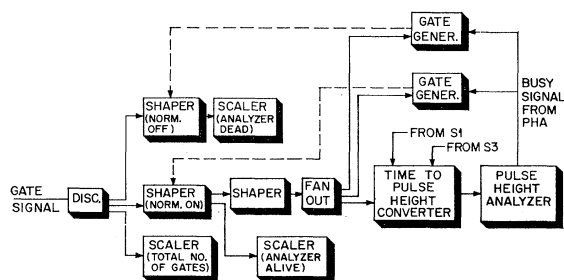 GATE
GENER.
GATE
GENER.
BUSY
SIGNAL
FROM
PHA
SHAPER
(NORM.
OFF)
SCALER
(ANALYZER
DEAD)
FROM S1
FROM S3
GATE
SIGNAL
DISC.
SHAPER
(NORM. ON)
SHAPER
FAN
OUT
TIME TO
PULSE
HEIGHT
CONVERTER
PULSE
HEIGHT
ANALYZER
SCALER
(TOTAL NO.
OF GATES)
SCALER
(ANALYZER
ALIVE)